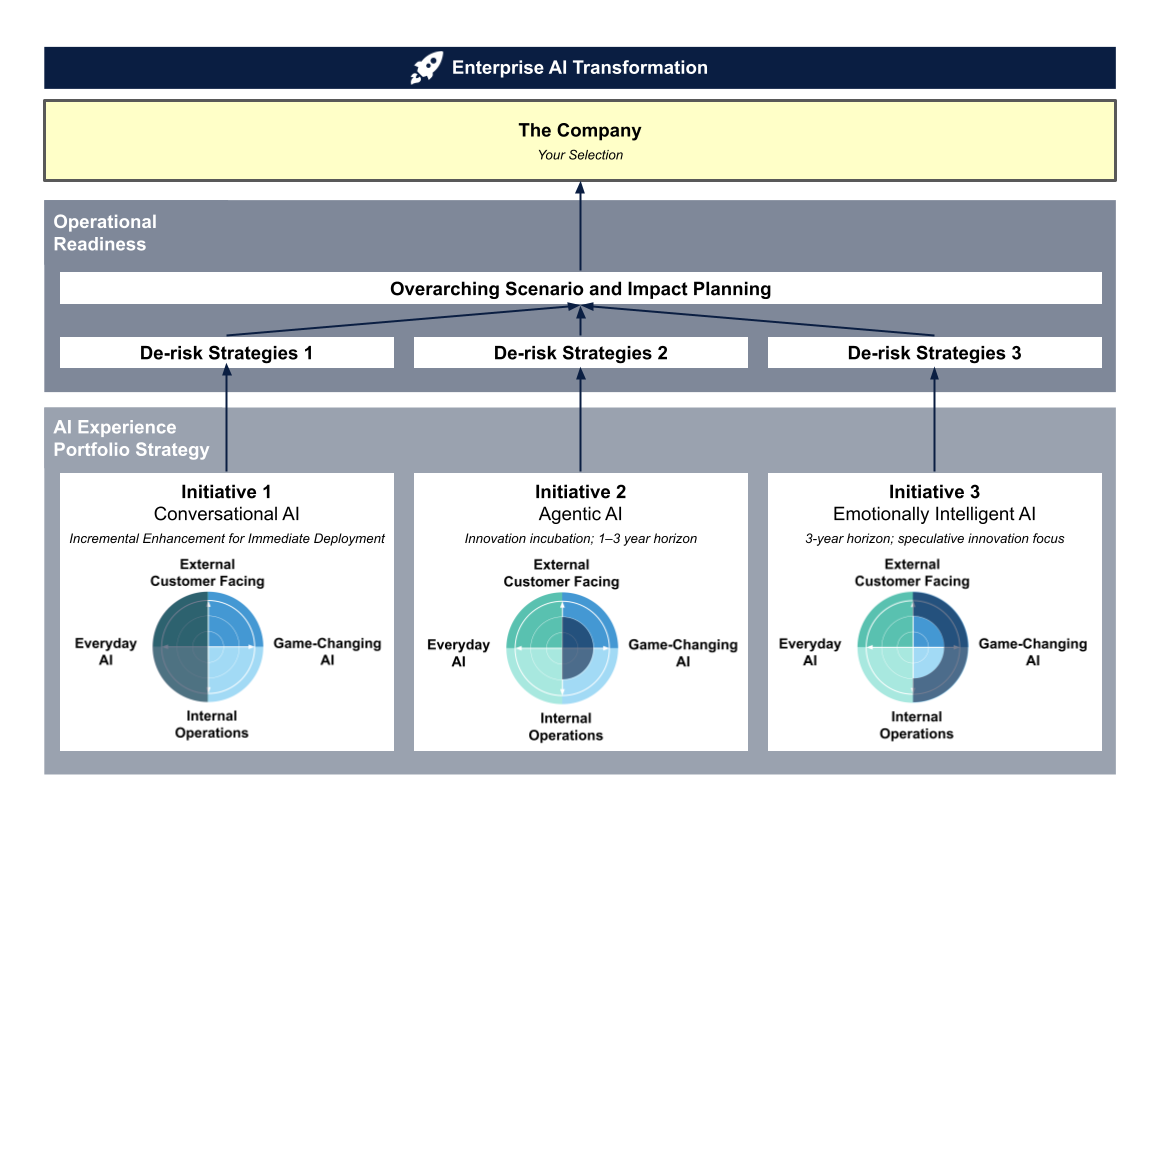 Enterprise AI Transformation
The Company
Your Selection
Operational
Readiness
Overarching Scenario and Impact Planning
De-risk Strategies 1
De-risk Strategies 2
De-risk Strategies 3
AI Experience
Portfolio Strategy
Initiative 1
Conversational AI
Incremental Enhancement for Immediate Deployment
External
Customer Facing
Everyday
AI
Game-Changing
AI
Internal
Operations
Initiative 2
Agentic AI
Innovation incubation; 1–3 year horizon
External
Customer Facing
Everyday
AI
Game-Changing
AI
Internal
Operations
Initiative 3
Emotionally Intelligent AI
3-year horizon; speculative innovation focus
External
Customer Facing
Everyday
AI
Game-Changing
AI
Internal
Operations